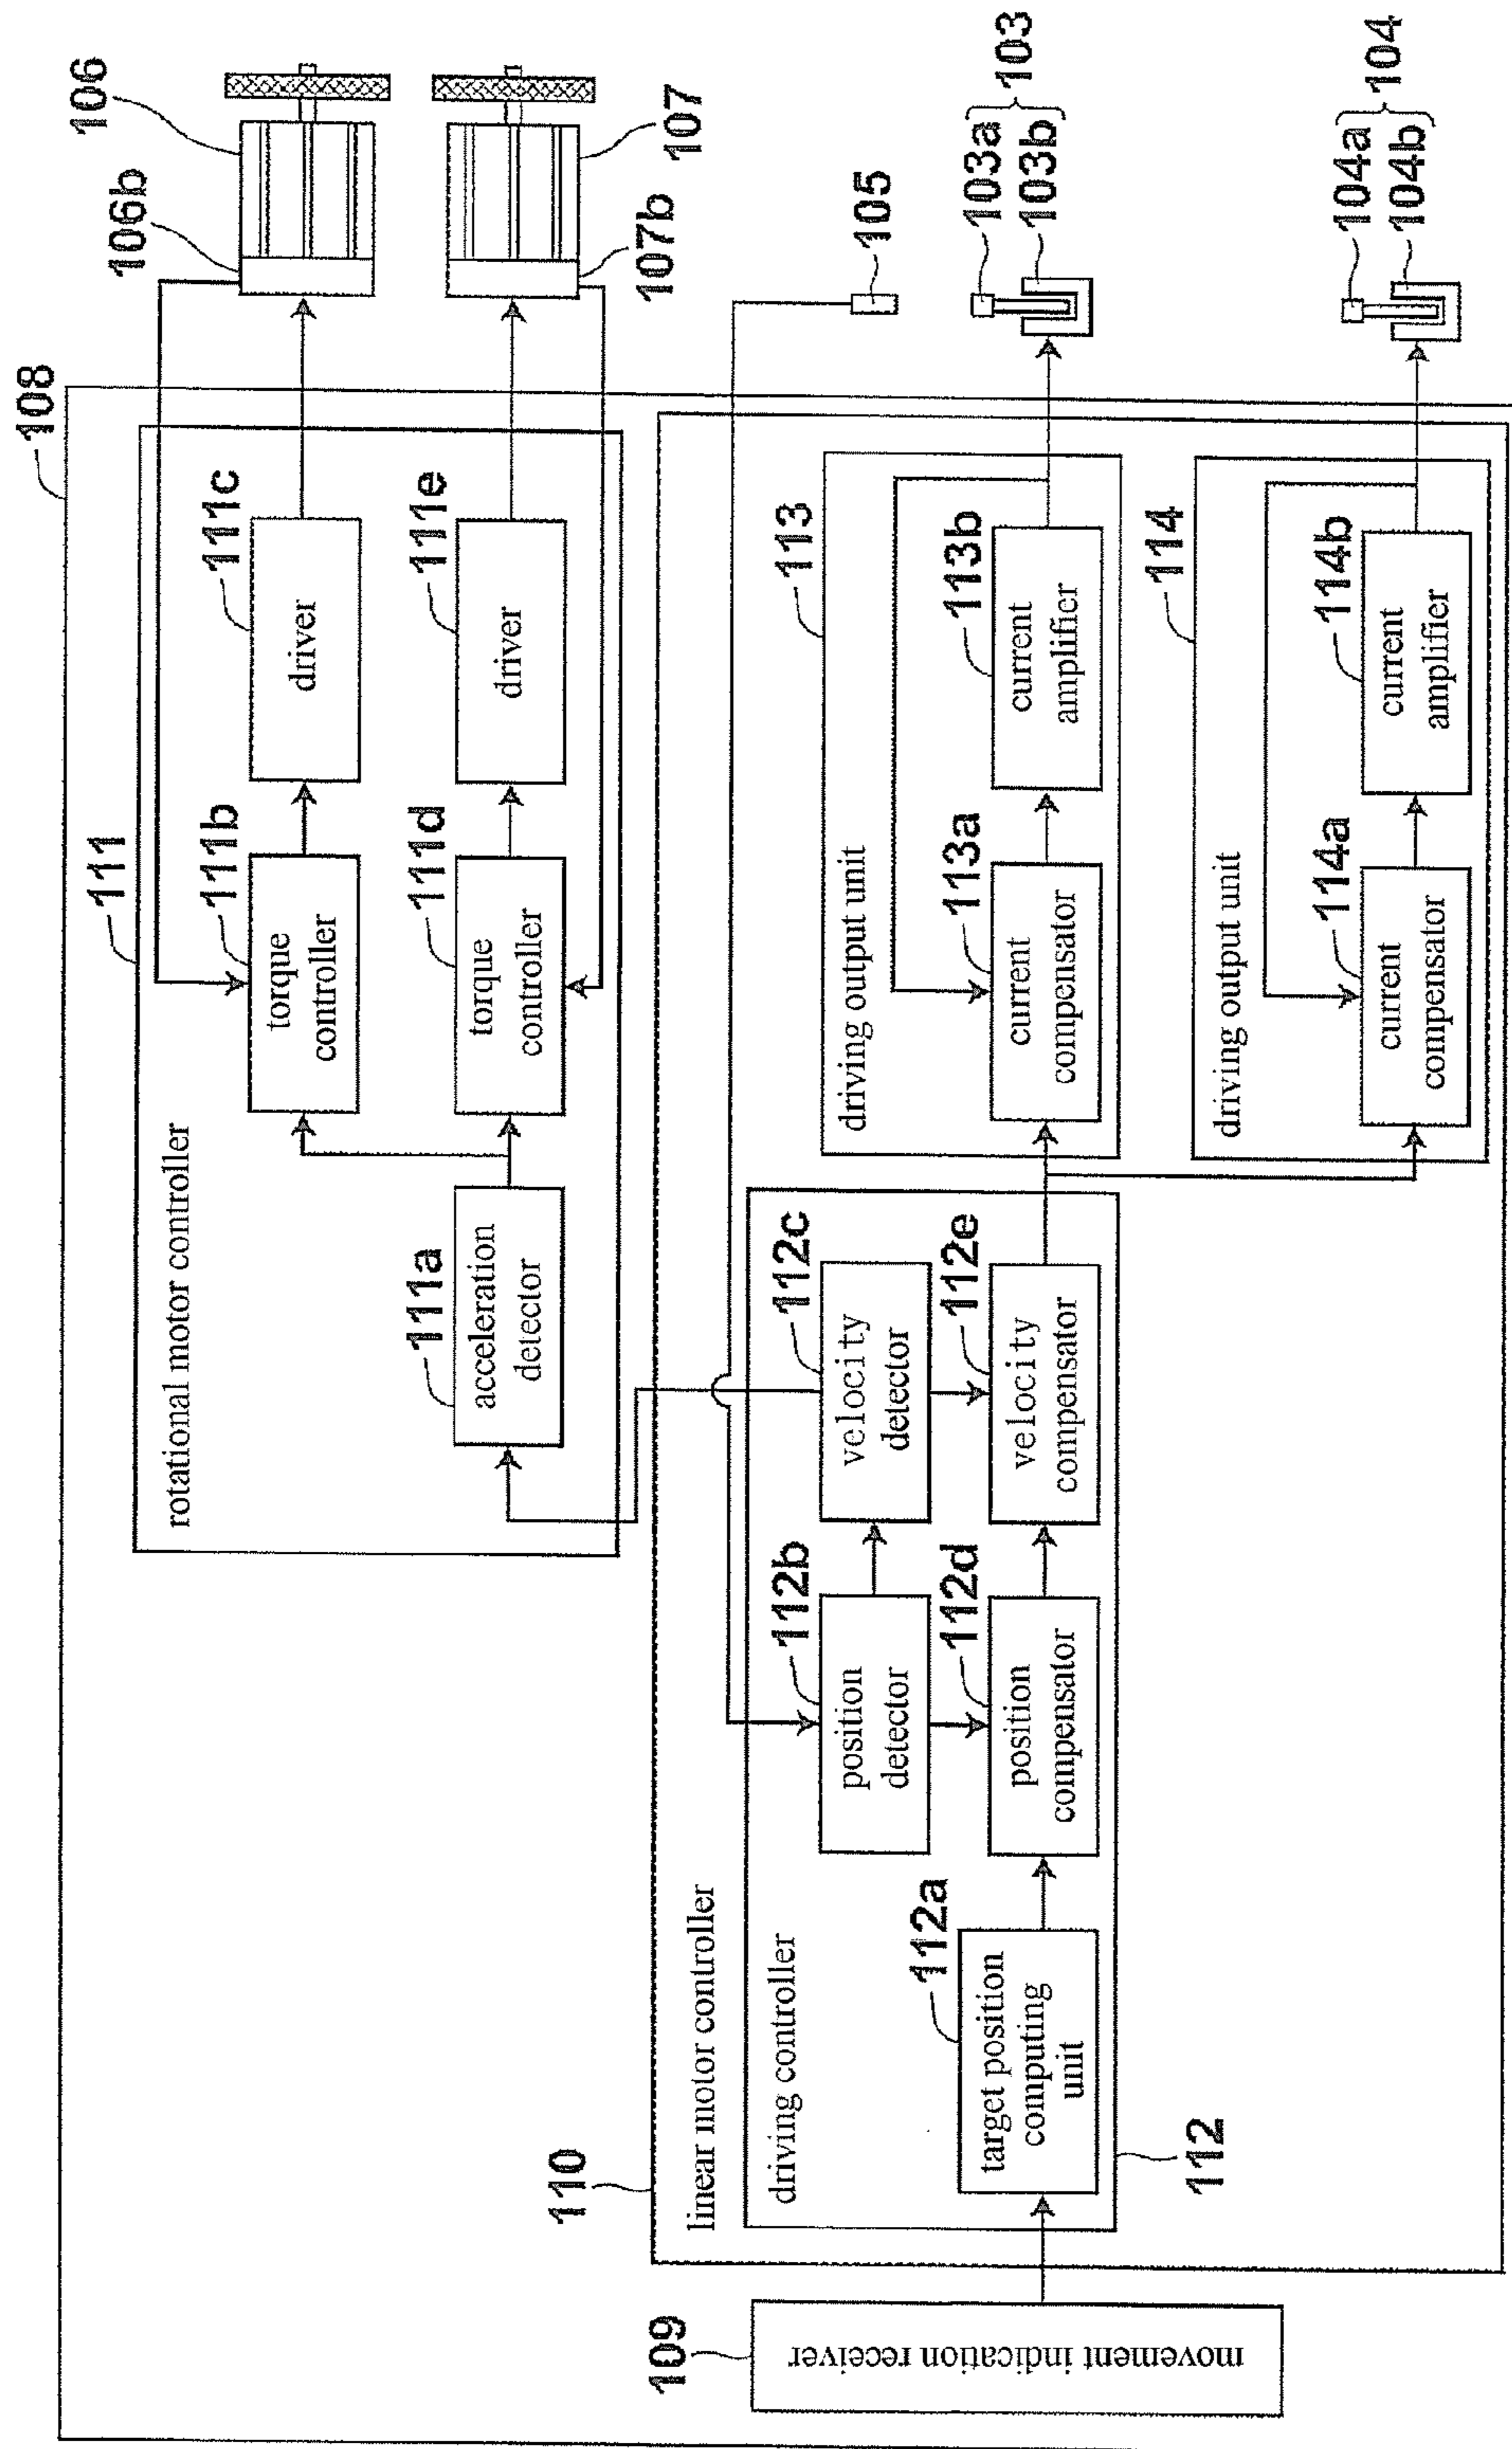 108
106
106b
107
107b
111
rotational motor controller
111a
acceleration
detector
111b
torque
controller
111c
driver
111d
torque
controller
111e
driver
105
103a
103b
103
104a
104b
104
110
linear motor controller
driving controller
112
112a
target position
computing
unit
112b
position
detector
112c
velocity
detector
112d
position
compensator
112e
velocity
compensator
113
driving output unit
113a
current
compensator
113b
current
amplifier
114
driving output unit
114a
current
compensator
114b
current
amplifier
109
movement indication receiver